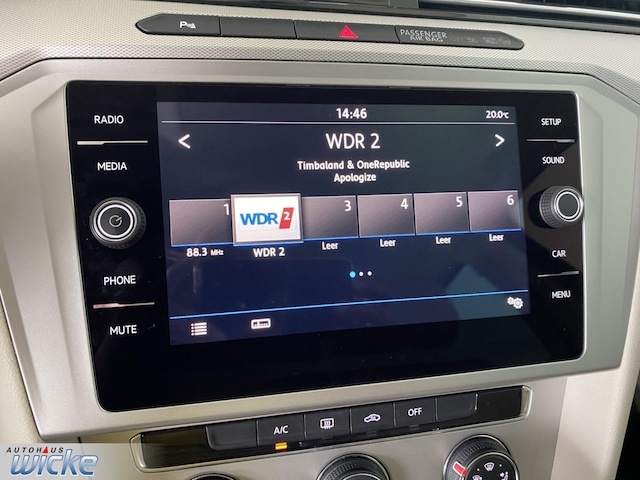 P
PASSENGER
AIR BAG
RADIO
MEDIA
PHONE
MUTE
14:46
20.0°C
< WDR 2 >
Timbaland & OneRepublic
Apologize
1 WDR 2 3 4 5 6
88.3 MHz WDR 2 Leer Leer Leer Leer
SETUP
SOUND
CAR
MENU
A/C OFF
AUTOHAUS
WICKE